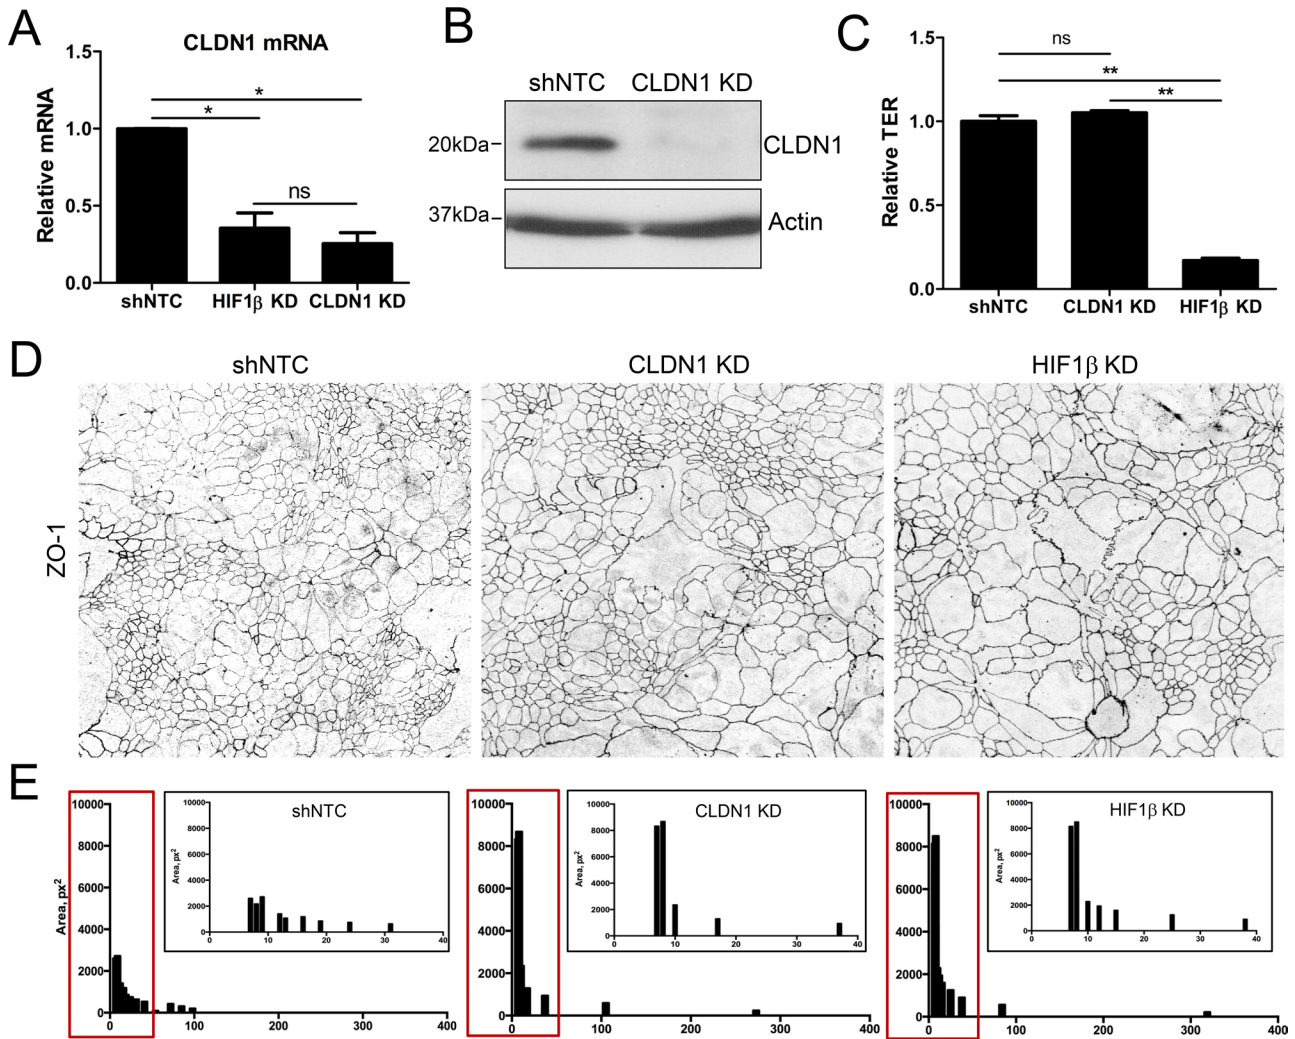 A
CLDN1 mRNA
Relative mRNA
1.5
1.0
0.5
0.0
*
*
ns
shNTC HIF1β KD CLDN1 KD
B
shNTC CLDN1 KD
20kDa
CLDN1
37kDa
Actin
C
Relative TER
1.5
1.0
0.5
0.0
ns
**
**
shNTC CLDN1 KD HIF1β KD
D
shNTC CLDN1 KD HIF1β KD
ZO-1
E
Area, px²
10000
8000
6000
4000
2000
0
0 100 200 300 400
shNTC
Area, px²
10000
8000
6000
4000
2000
0
0 10 20 30 40
10000
8000
6000
4000
2000
0
0 100 200 300 400
CLDN1 KD
Area, px²
10000
8000
6000
4000
2000
0
0 10 20 30 40
10000
8000
6000
4000
2000
0
0 100 200 300 400
HIF1β KD
Area, px²
10000
8000
6000
4000
2000
0
0 10 20 30 40